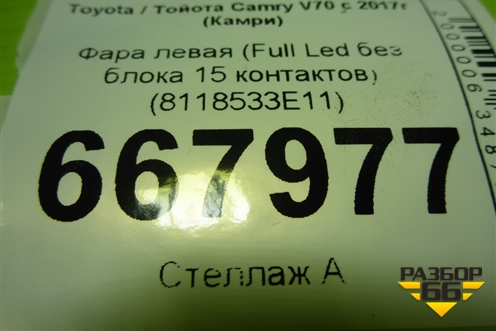 Toyota / Тойота Camry V70 с 2017г
(Камри)
Фара левая (Full Led без
блока 15 контактов)
(8118533E11)
667977
Стеллаж А
РАЗБОР
66